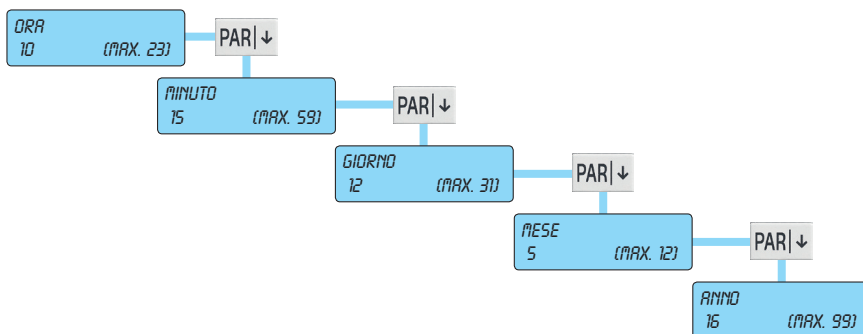 ORA
10 (MAX. 23)
PAR|↓
MINUTO
15 (MAX. 59)
PAR|↓
GIORNO
12 (MAX. 31)
PAR|↓
MESE
5 (MAX. 12)
PAR|↓
ANNO
16 (MAX. 99)